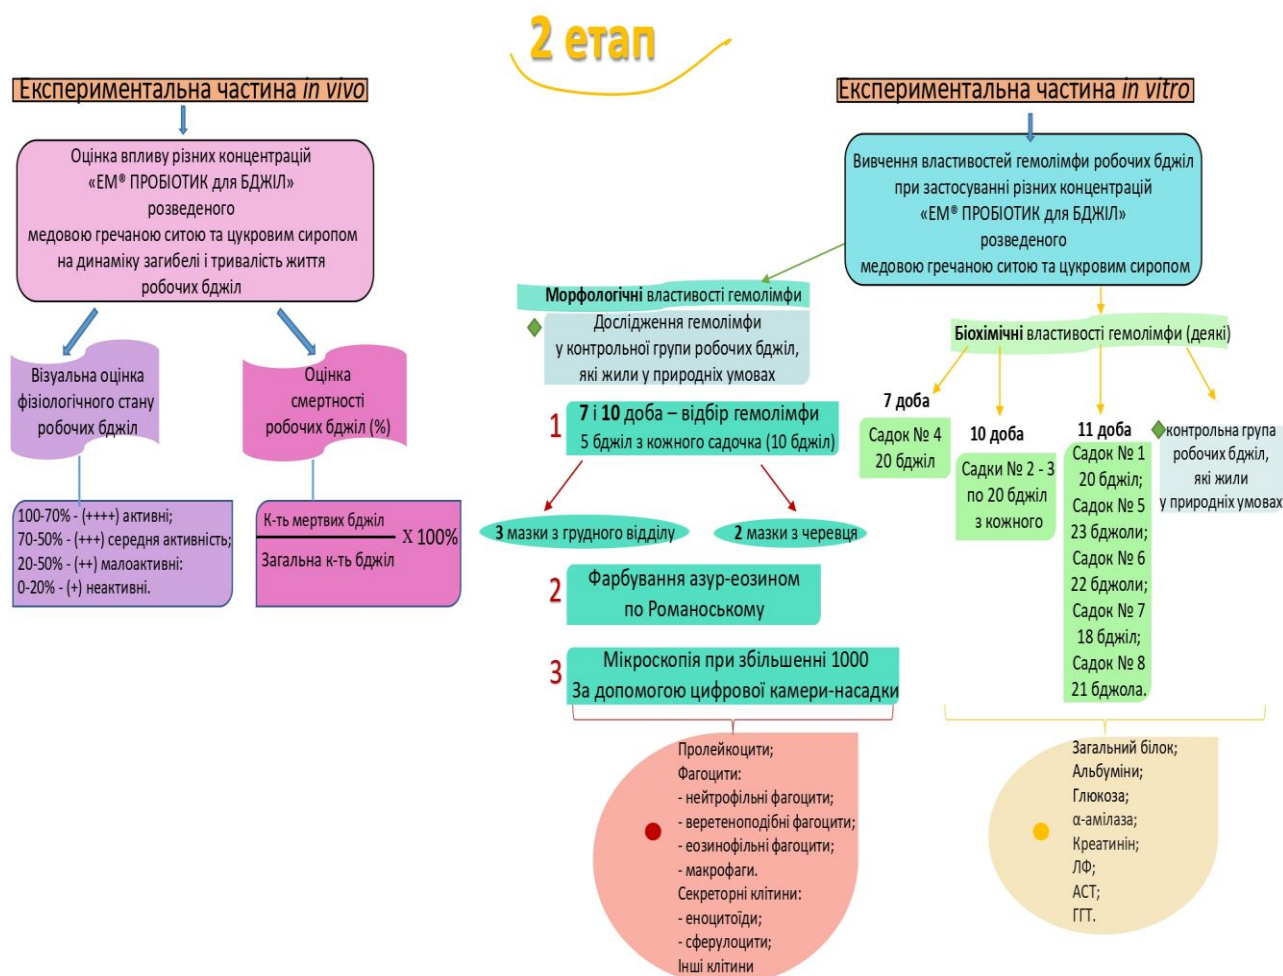 2 етап
Експериментальна частина in vivo
Оцінка впливу різних концентрацій
«ЕМ® ПРОБІОТИК для БДЖІЛ»
розведеного
медовою гречаною ситою та цукровим сиропом
на динаміку загибелі і тривалість життя
робочих бджіл
Візуальна оцінка
фізіологічного стану
робочих бджіл
Оцінка
смертності
робочих бджіл (%)
100-70% - (++++) активні;
70-50% - (+++) середня активність;
20-50% - (++) малоактивні:
0-20% - (+) неактивні.
К-ть мертвих бджіл
Загальна к-ть бджіл
X 100%
Експериментальна частина in vitro
Вивчення властивостей гемолімфи робочих бджіл
при застосуванні різних концентрацій
«ЕМ® ПРОБІОТИК для БДЖІЛ»
розведеного
медовою гречаною ситою та цукровим сиропом
Морфологічні властивості гемолімфи
Дослідження гемолімфи
у контрольної групи робочих бджіл,
які жили у природніх умовах
1
7 і 10 доба – відбір гемолімфи
5 бджіл з кожного садочка (10 бджіл)
3 мазки з грудного відділу
2 мазки з черевця
2
Фарбування азур-еозином
по Романоському
3
Мікроскопія при збільшенні 1000
За допомогою цифрової камери-насадки
Пролейкоцити;
Фагоцити:
- нейтрофільні фагоцити;
- веретеноподібні фагоцити;
- еозинофільні фагоцити;
- макрофаги.
Секреторні клітини:
- еноцитоїди;
- сферулоцити;
Інші клітини
Біохімічні властивості гемолімфи (деякі)
7 доба
Садок № 4
20 бджіл
10 доба
Садки № 2 - 3
по 20 бджіл
з кожного
11 доба
Садок № 1
20 бджіл;
Садок № 5
23 бджоли;
Садок № 6
22 бджоли;
Садок № 7
18 бджіл;
Садок № 8
21 бджола.
контрольна група
робочих бджіл,
які жили
у природніх умовах
Загальний білок;
Альбуміни;
Глюкоза;
α-амілаза;
Креатинін;
ЛФ;
АСТ;
ГГТ.